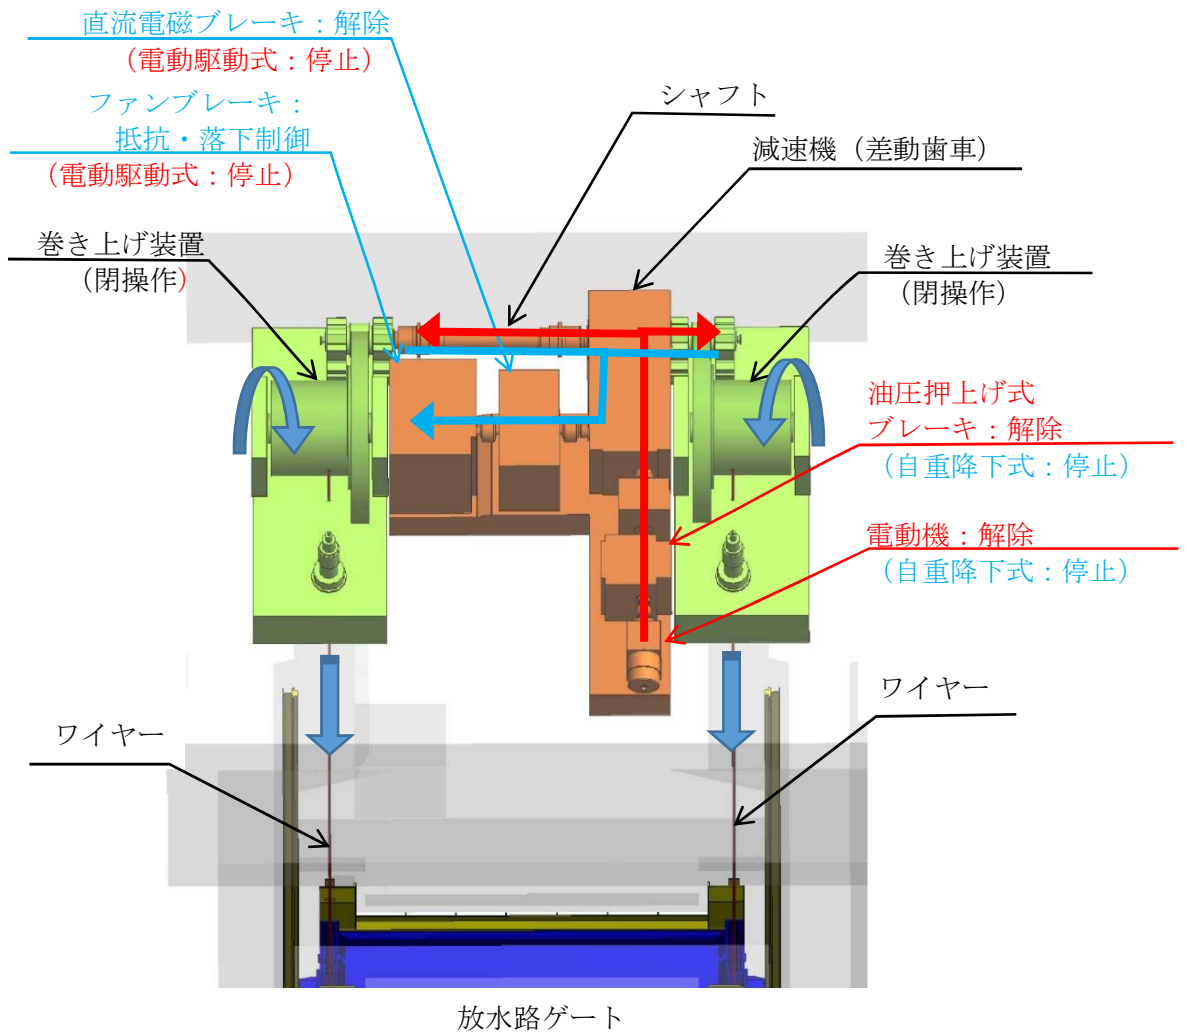 直流電磁ブレーキ：解除
（電動駆動式：停止）
ファンブレーキ：
抵抗・落下制御
（電動駆動式：停止）
シャフト
減速機（差動歯車）
巻き上げ装置
（閉操作）
巻き上げ装置
（閉操作）
油圧押上げ式
ブレーキ：解除
（自重降下式：停止）
電動機：解除
（自重降下式：停止）
ワイヤー
ワイヤー
放水路ゲート